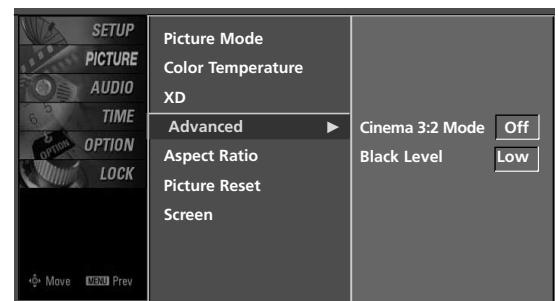 SETUP
PICTURE
AUDIO
TIME
OPTION
LOCK
Move MENU Prev
Picture Mode
Color Temperature
XD
Advanced ▶
Aspect Ratio
Picture Reset
Screen
Cinema 3:2 Mode Off
Black Level Low